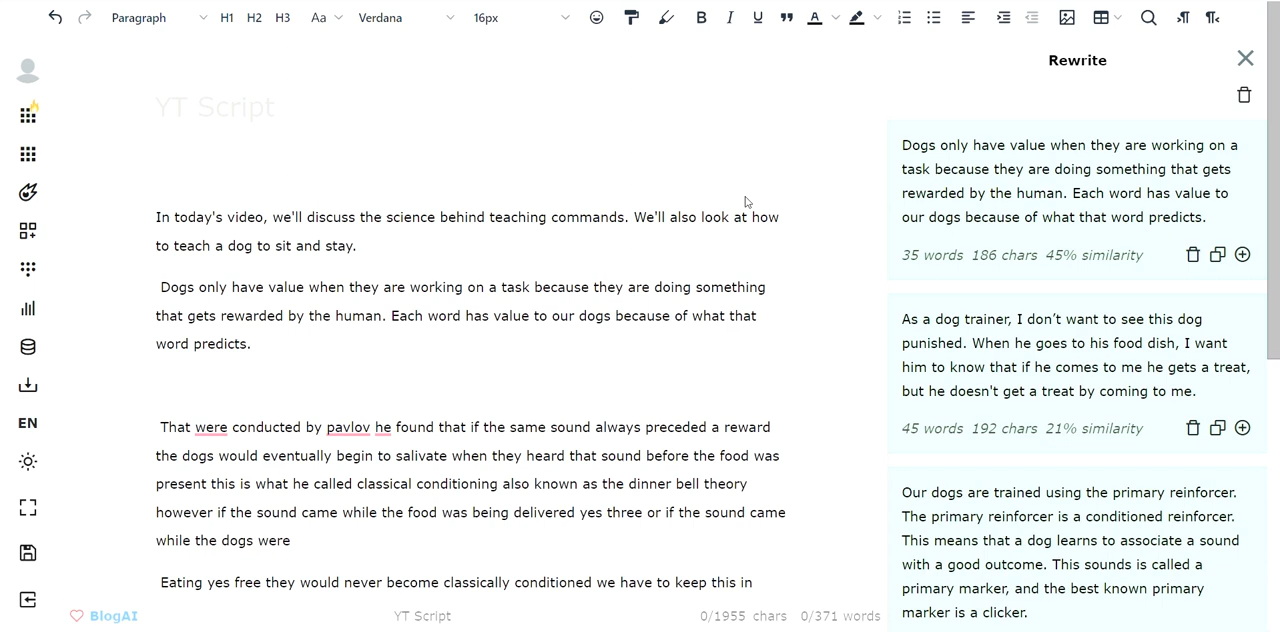 Paragraph H1 H2 H3 Aa Verdana 16px B I U A
Rewrite
YT Script
In today's video, we'll discuss the science behind teaching commands. We'll also look at how
to teach a dog to sit and stay.
Dogs only have value when they are working on a task because they are doing something
that gets rewarded by the human. Each word has value to our dogs because of what that
word predicts.
That were conducted by pavlov he found that if the same sound always preceded a reward
the dogs would eventually begin to salivate when they heard that sound before the food was
present this is what he called classical conditioning also known as the dinner bell theory
however if the sound came while the food was being delivered yes three or if the sound came
while the dogs were
Eating yes free they would never become classically conditioned we have to keep this in
EN
BlogAI
YT Script
0/1955 chars 0/371 words
Dogs only have value when they are working on a
task because they are doing something that gets
rewarded by the human. Each word has value to
our dogs because of what that word predicts.
35 words 186 chars 45% similarity
As a dog trainer, I don’t want to see this dog
punished. When he goes to his food dish, I want
him to know that if he comes to me he gets a treat,
but he doesn't get a treat by coming to me.
45 words 192 chars 21% similarity
Our dogs are trained using the primary reinforcer.
The primary reinforcer is a conditioned reinforcer.
This means that a dog learns to associate a sound
with a good outcome. This sounds is called a
primary marker, and the best known primary
marker is a clicker.